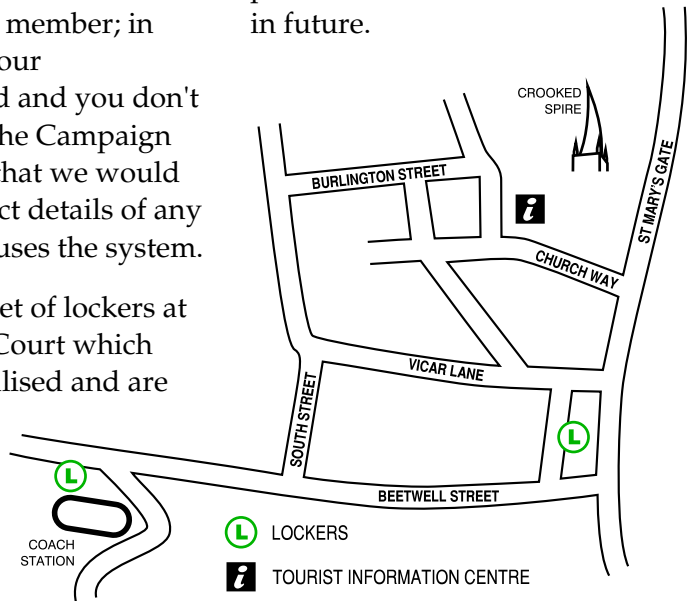 member; in
our
d and you don't
he Campaign
that we would
ct details of any
uses the system.
et of lockers at
Court which
lised and are
in future.
CROOKED
SPIRE
BURLINGTON STREET
ST MARY'S GATE
i
CHURCH WAY
VICAR LANE
SOUTH STREET
L
L
BEETWELL STREET
COACH
STATION
L LOCKERS
i TOURIST INFORMATION CENTRE